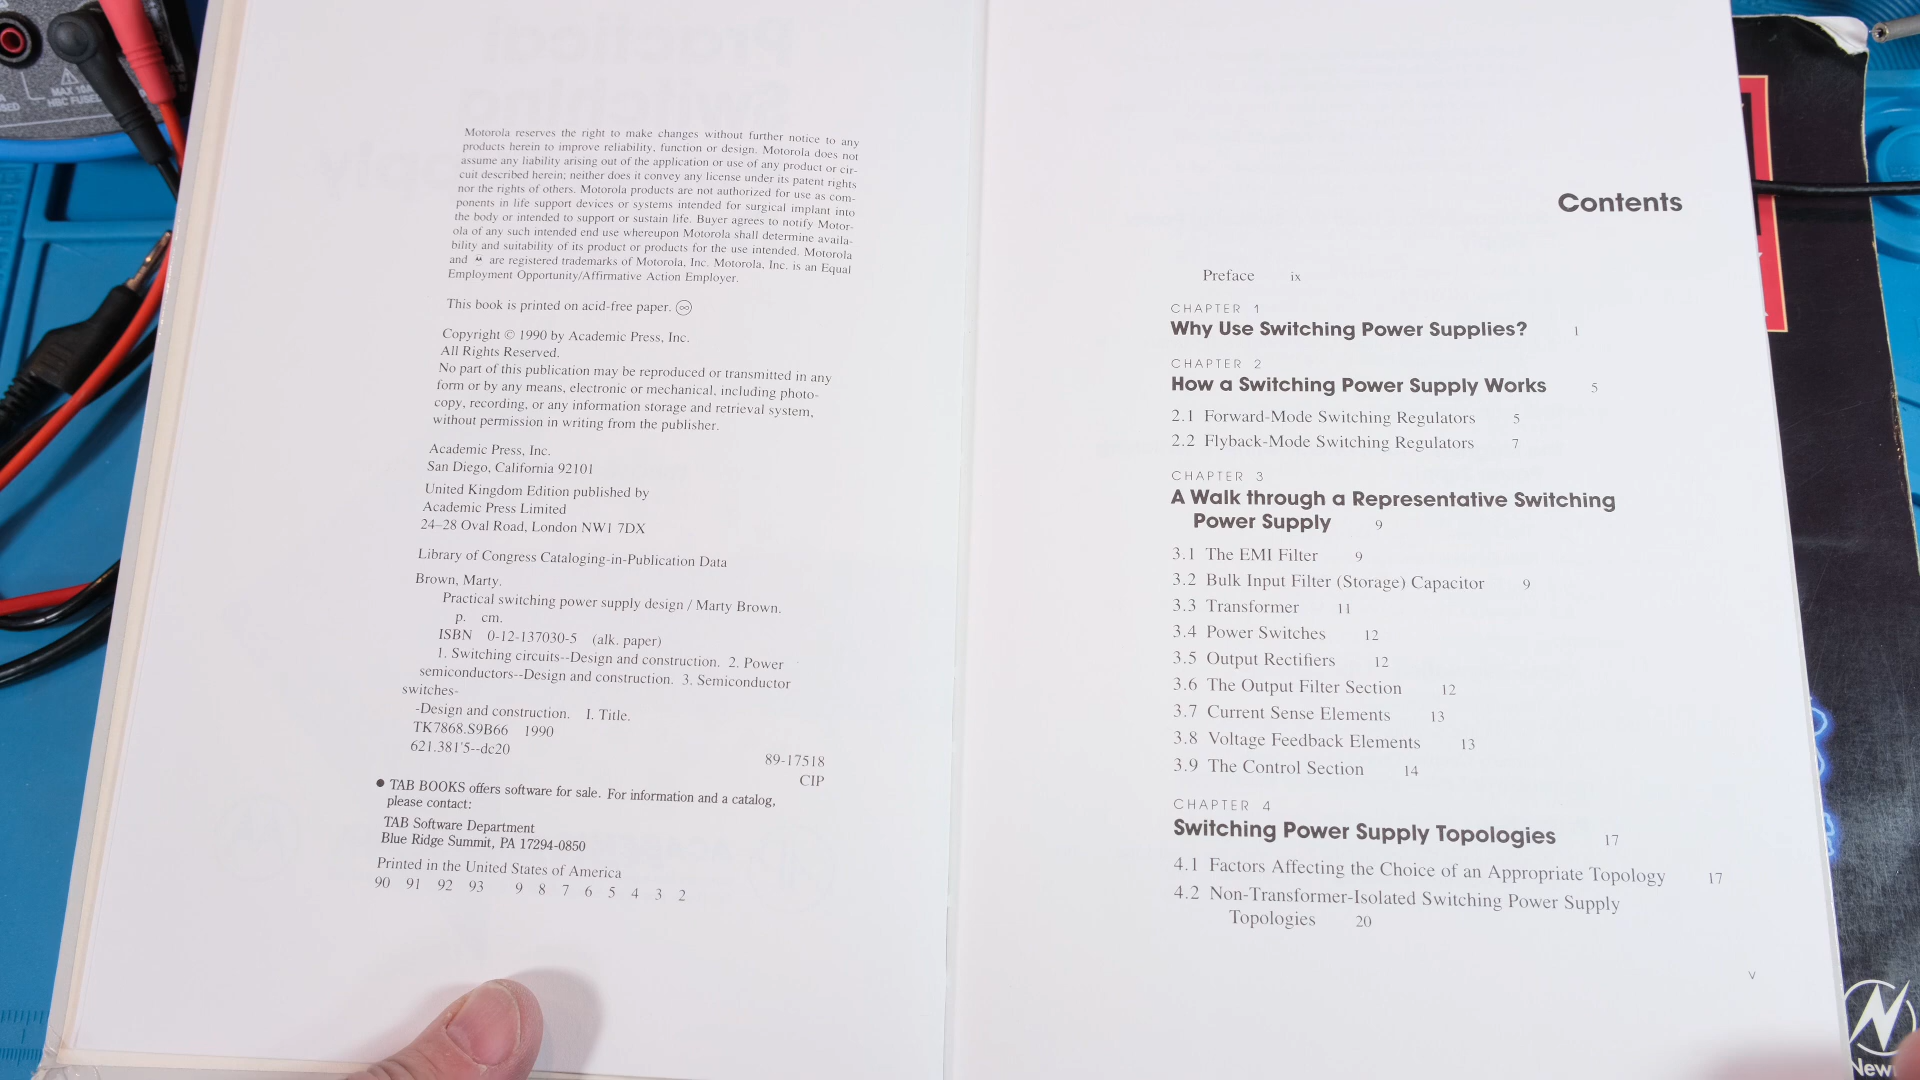 MAX 10A
HBC FUSE
Motorola reserves the right to make changes without further notice to any
products herein to improve reliability, function or design. Motorola does not
assume any liability arising out of the application or use of any product or cir-
cuit described herein; neither does it convey any license under its patent rights
nor the rights of others. Motorola products are not authorized for use as com-
ponents in life support devices or systems intended for surgical implant into
the body or intended to support or sustain life. Buyer agrees to notify Motor-
ola of any such intended end use whereupon Motorola shall determine availa-
bility and suitability of its product or products for the use intended. Motorola
and are registered trademarks of Motorola, Inc. Motorola, Inc. is an Equal
Employment Opportunity/Affirmative Action Employer.
This book is printed on acid-free paper. ∞
Copyright © 1990 by Academic Press, Inc.
All Rights Reserved.
No part of this publication may be reproduced or transmitted in any
form or by any means, electronic or mechanical, including photo-
copy, recording, or any information storage and retrieval system,
without permission in writing from the publisher.
Academic Press, Inc.
San Diego, California 92101
United Kingdom Edition published by
Academic Press Limited
24–28 Oval Road, London NW1 7DX
Library of Congress Cataloging-in-Publication Data
Brown, Marty.
Practical switching power supply design / Marty Brown.
p. cm.
ISBN 0-12-137030-5 (alk. paper)
1. Switching circuits--Design and construction. 2. Power
semiconductors--Design and construction. 3. Semiconductor
switches-
-Design and construction. I. Title.
TK7868.S9B66 1990
621.381'5--dc20
89-17518
CIP
● TAB BOOKS offers software for sale. For information and a catalog,
please contact:
TAB Software Department
Blue Ridge Summit, PA 17294-0850
Printed in the United States of America
90 91 92 93 9 8 7 6 5 4 3 2
Contents
Preface ix
CHAPTER 1
Why Use Switching Power Supplies? 1
CHAPTER 2
How a Switching Power Supply Works 5
2.1 Forward-Mode Switching Regulators 5
2.2 Flyback-Mode Switching Regulators 7
CHAPTER 3
A Walk through a Representative Switching
Power Supply 9
3.1 The EMI Filter 9
3.2 Bulk Input Filter (Storage) Capacitor 9
3.3 Transformer 11
3.4 Power Switches 12
3.5 Output Rectifiers 12
3.6 The Output Filter Section 12
3.7 Current Sense Elements 13
3.8 Voltage Feedback Elements 13
3.9 The Control Section 14
CHAPTER 4
Switching Power Supply Topologies 17
4.1 Factors Affecting the Choice of an Appropriate Topology 17
4.2 Non-Transformer-Isolated Switching Power Supply
Topologies 20
v
New